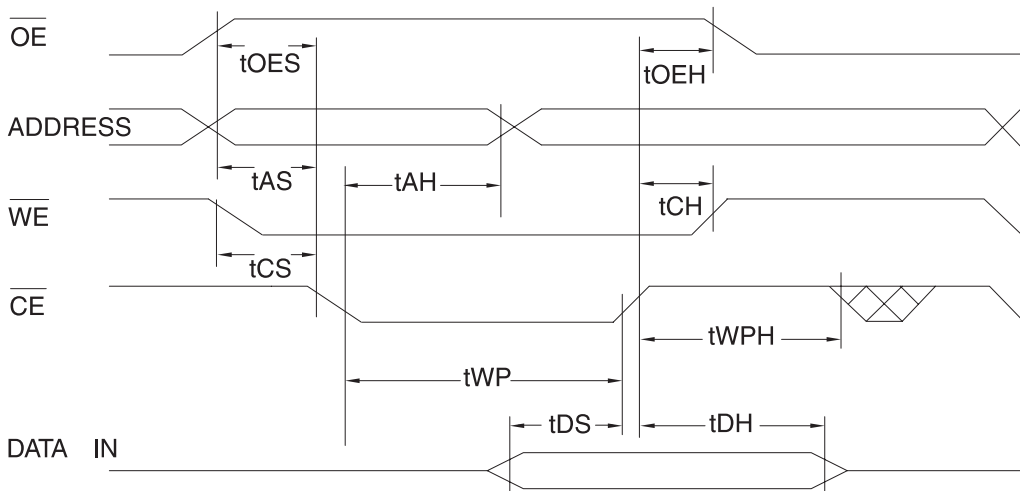 OE
tOES
tOEH
ADDRESS
tAS
tAH
tCH
WE
tCS
CE
tWPH
tWP
tDS
tDH
DATA IN